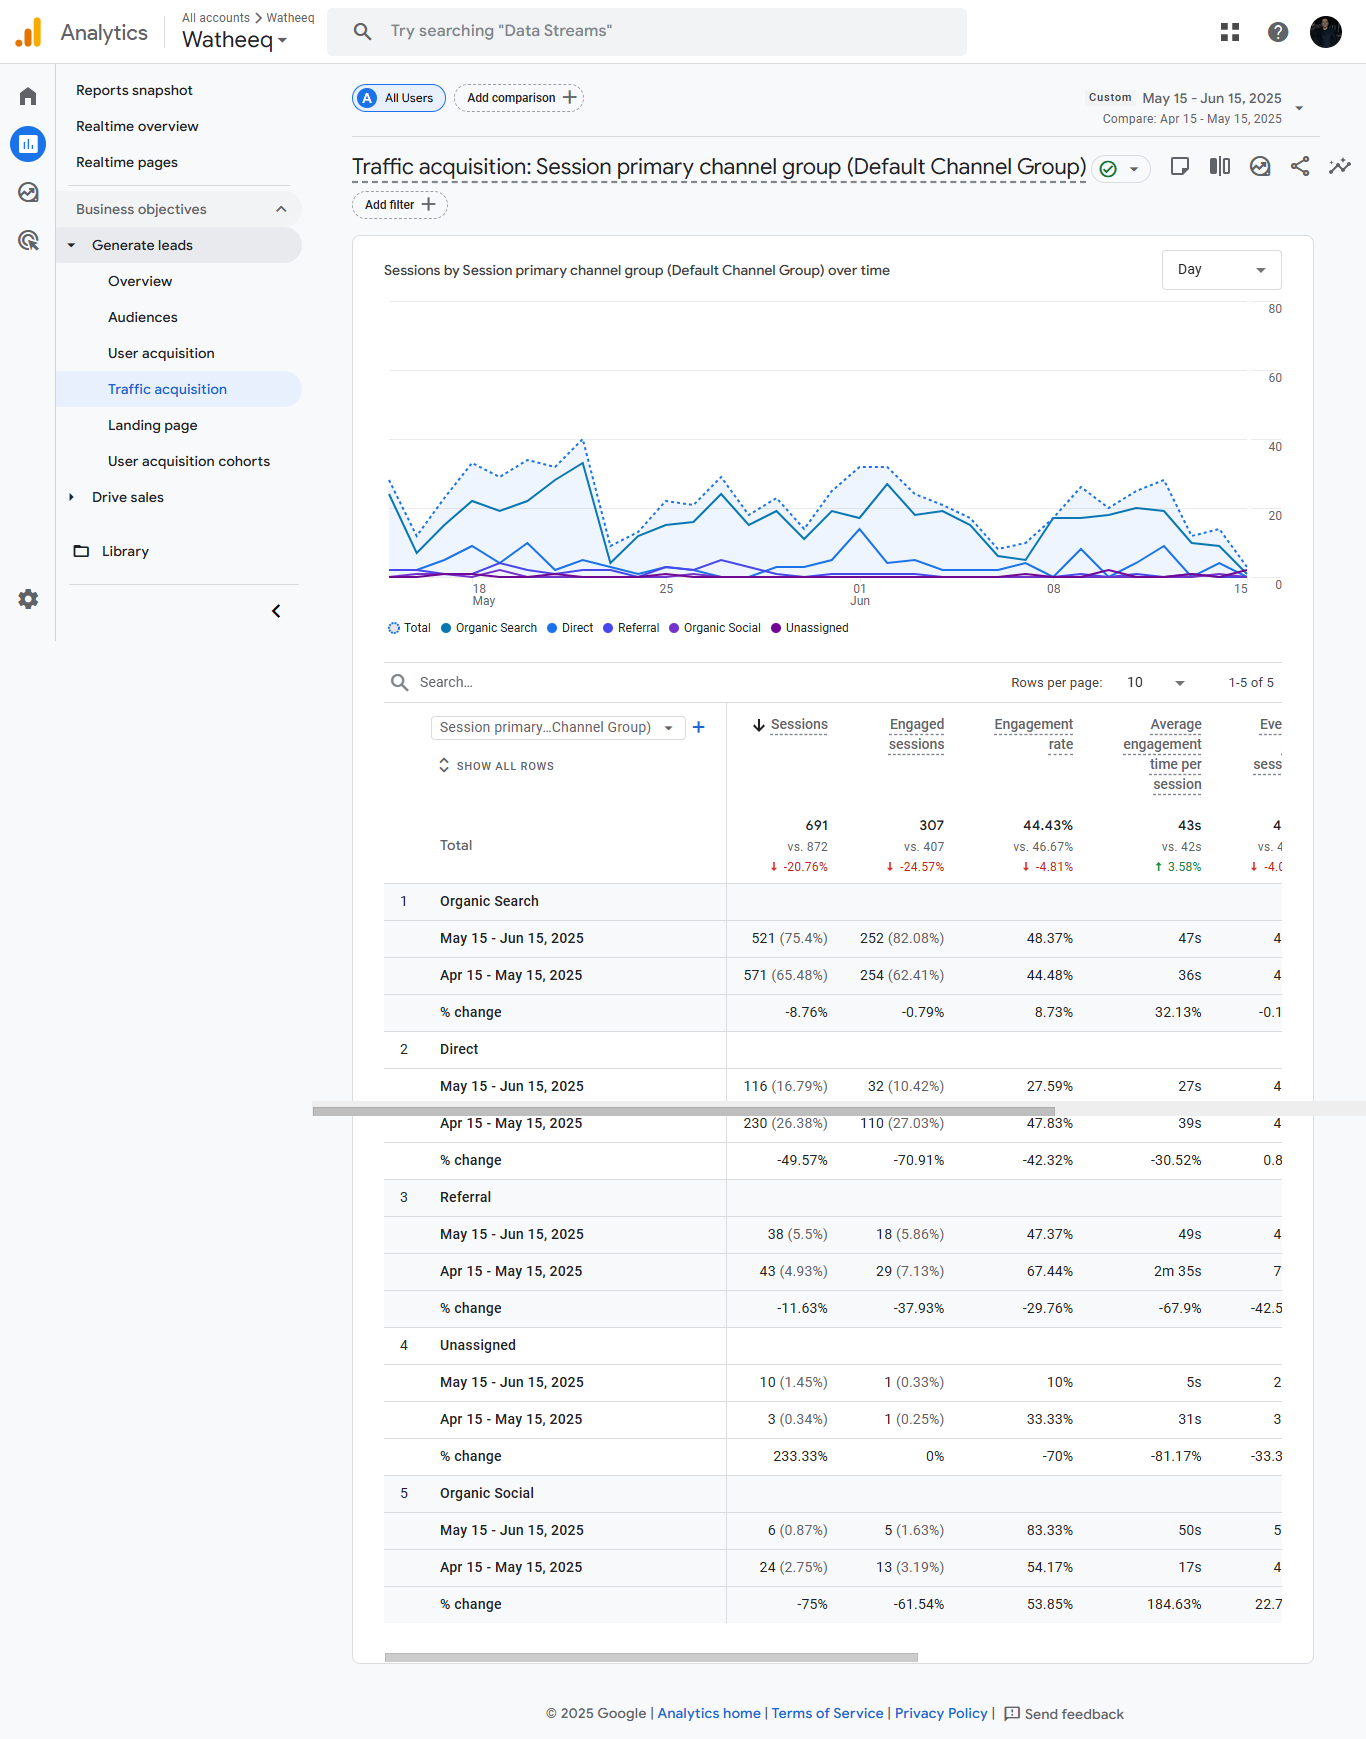 Analytics
All accounts > Watheeq
Watheeq
Try searching "Data Streams"
Reports snapshot
Realtime overview
Realtime pages
Business objectives
Generate leads
Overview
Audiences
User acquisition
Traffic acquisition
Landing page
User acquisition cohorts
Drive sales
Library
A All Users
Add comparison
Custom May 15 - Jun 15, 2025
Compare: Apr 15 - May 15, 2025
Traffic acquisition: Session primary channel group (Default Channel Group)
Add filter
Sessions by Session primary channel group (Default Channel Group) over time
Day
80
60
40
20
0
18 25 01 08 15
May Jun
Total Organic Search Direct Referral Organic Social Unassigned
Search...
Rows per page: 10 1-5 of 5
Session primary...Channel Group)
SHOW ALL ROWS
Sessions
Engaged sessions
Engagement rate
Average engagement time per session
Eve
sess
691 307 44.43% 43s 4
Total
vs. 872 vs. 407 vs. 46.67% vs. 42s vs. 4
-20.76% -24.57% -4.81% 3.58% -4.0
1 Organic Search
May 15 - Jun 15, 2025 521 (75.4%) 252 (82.08%) 48.37% 47s 4
Apr 15 - May 15, 2025 571 (65.48%) 254 (62.41%) 44.48% 36s 4
% change -8.76% -0.79% 8.73% 32.13% -0.1
2 Direct
May 15 - Jun 15, 2025 116 (16.79%) 32 (10.42%) 27.59% 27s 4
Apr 15 - May 15, 2025 230 (26.38%) 110 (27.03%) 47.83% 39s 4
% change -49.57% -70.91% -42.32% -30.52% 0.8
3 Referral
May 15 - Jun 15, 2025 38 (5.5%) 18 (5.86%) 47.37% 49s 4
Apr 15 - May 15, 2025 43 (4.93%) 29 (7.13%) 67.44% 2m 35s 7
% change -11.63% -37.93% -29.76% -67.9% -42.5
4 Unassigned
May 15 - Jun 15, 2025 10 (1.45%) 1 (0.33%) 10% 5s 2
Apr 15 - May 15, 2025 3 (0.34%) 1 (0.25%) 33.33% 31s 3
% change 233.33% 0% -70% -81.17% -33.3
5 Organic Social
May 15 - Jun 15, 2025 6 (0.87%) 5 (1.63%) 83.33% 50s 5
Apr 15 - May 15, 2025 24 (2.75%) 13 (3.19%) 54.17% 17s 4
% change -75% -61.54% 53.85% 184.63% 22.7
© 2025 Google | Analytics home | Terms of Service | Privacy Policy | Send feedback